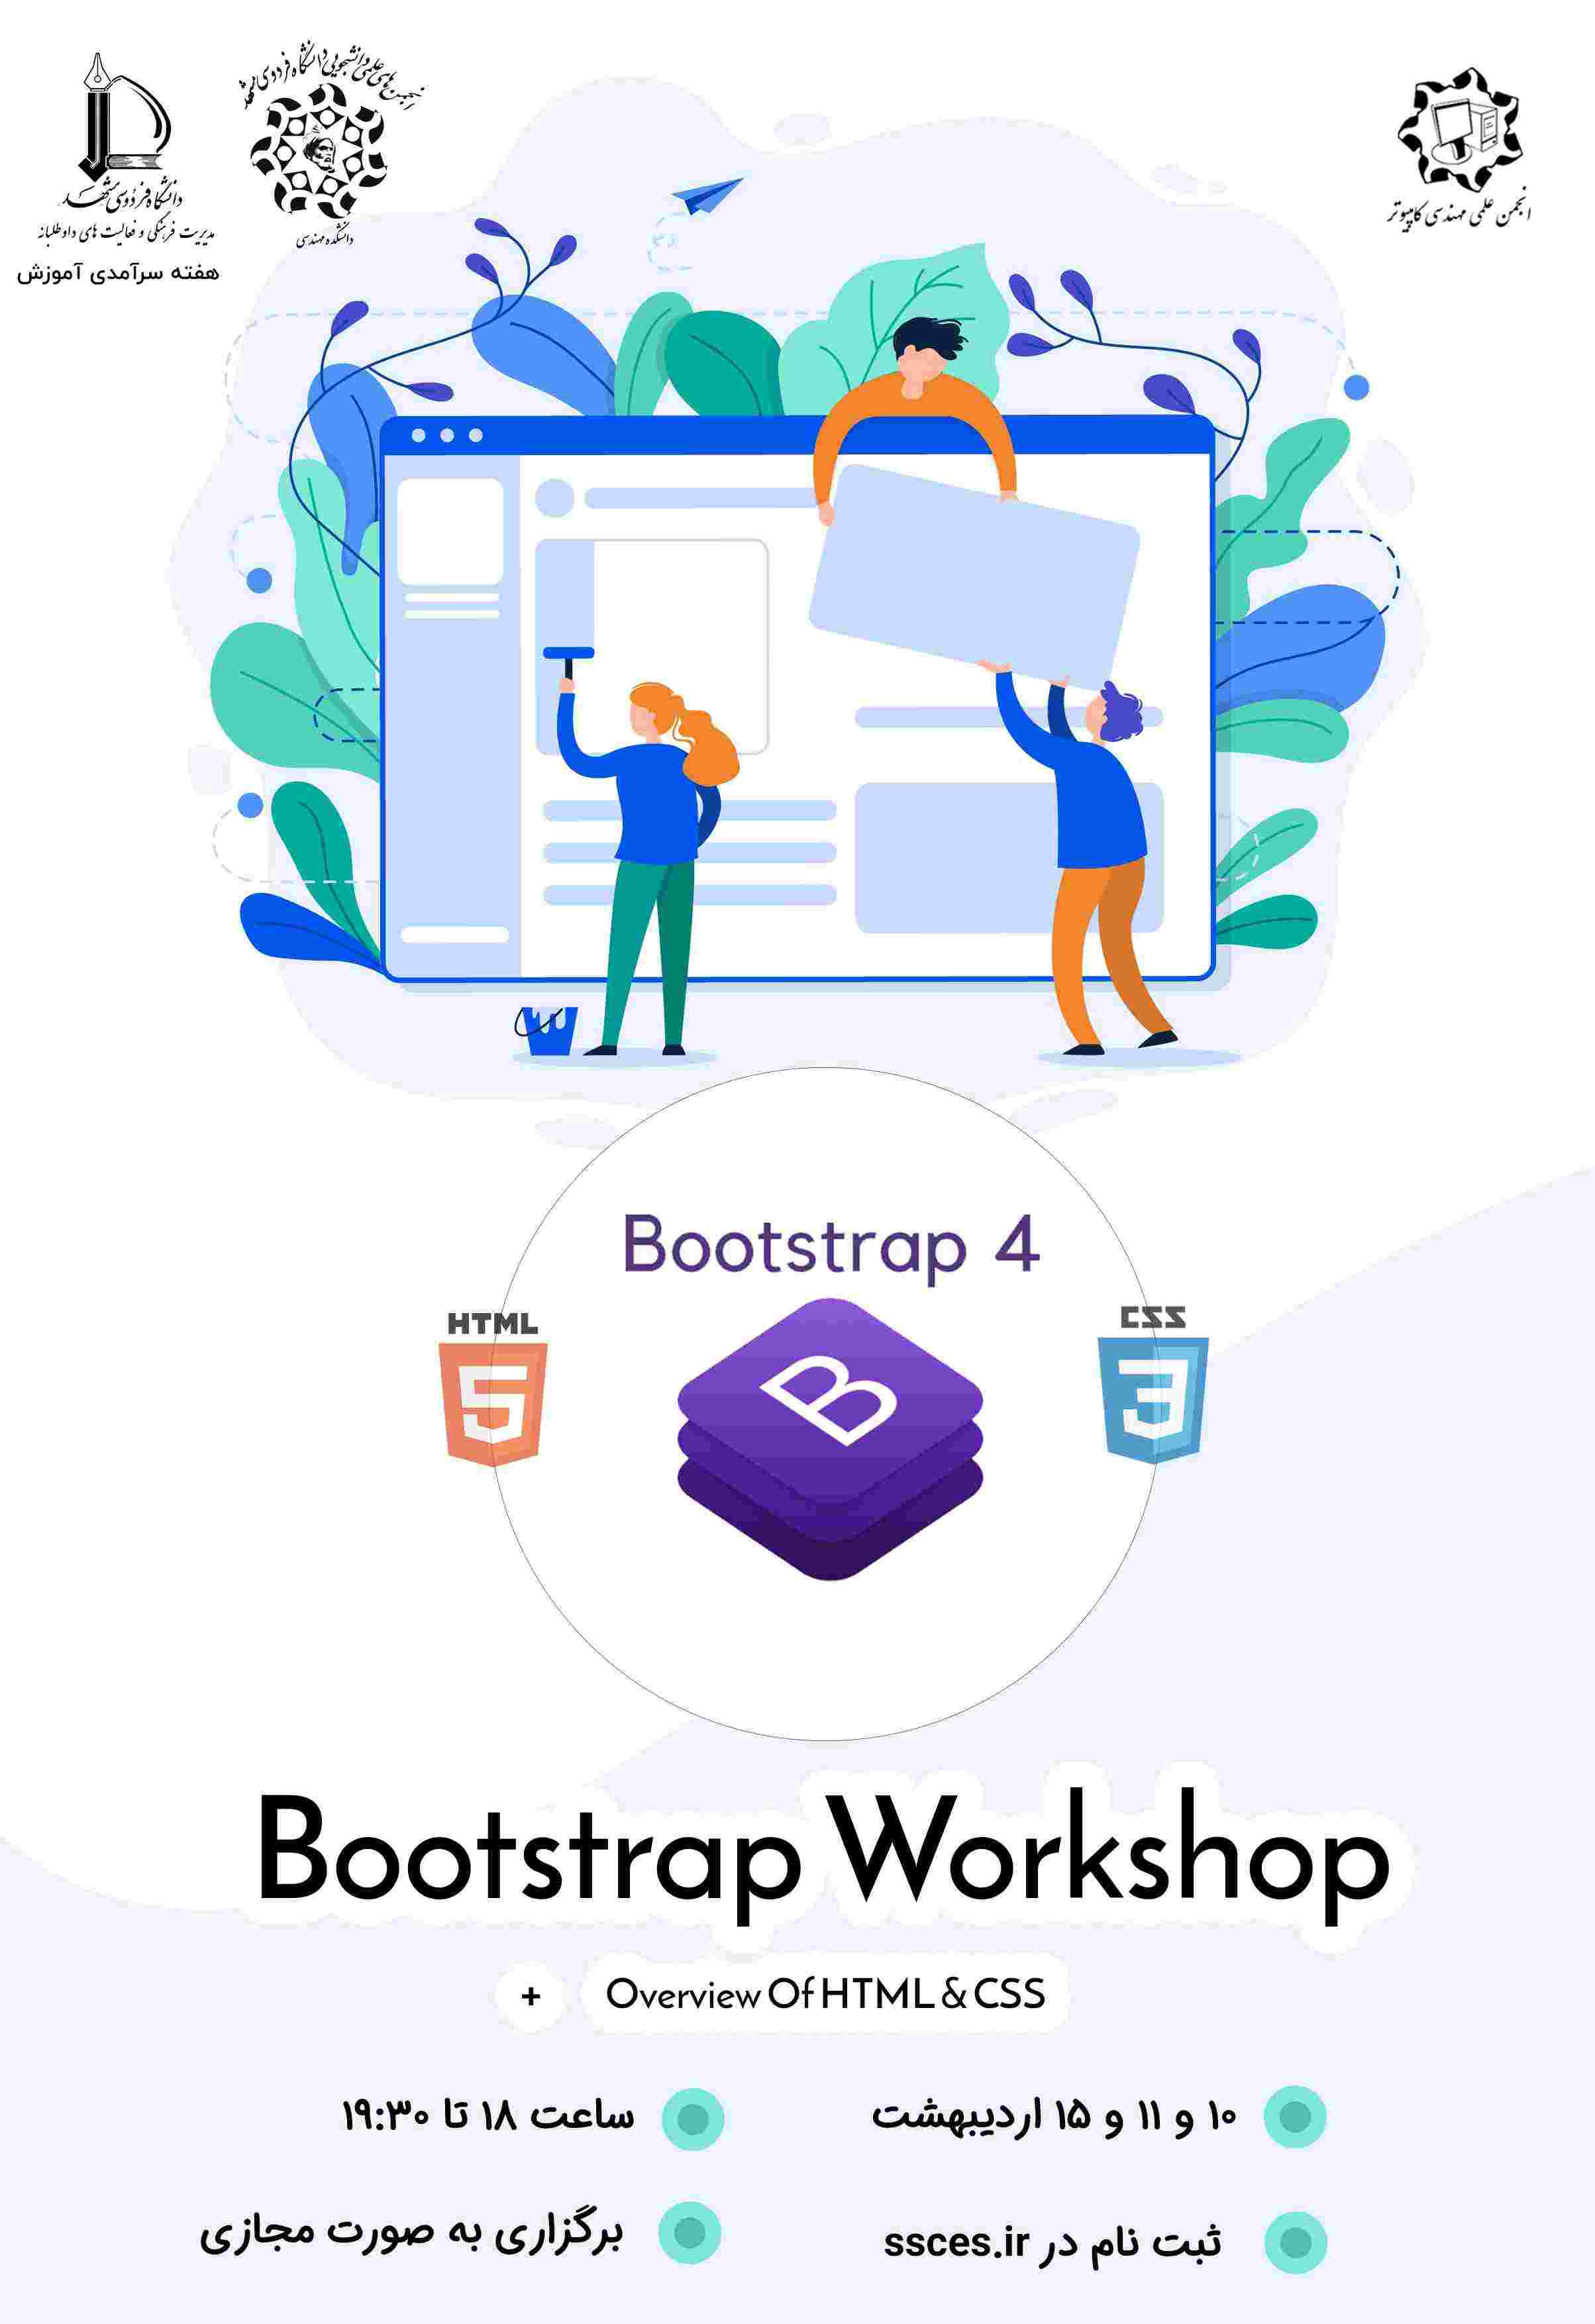 انجمن های علمی دانشجویی دانشگاه فردوسی مشهد
دانشکده مهندسی
دانشگاه فردوسی مشهد
مدیریت فرهنگی و فعالیت های داوطلبانه
هفته سرآمدی آموزش
انجمن علمی مهندسی کامپیوتر
Bootstrap 4
HTML
5
CSS
3
B
Bootstrap Workshop
+ Overview Of HTML & CSS
۱۰ و ۱۱ و ۱۵ اردیبهشت
ساعت ۱۸ تا ۱۹:۳۰
ثبت نام در ssces.ir
برگزاری به صورت مجازی